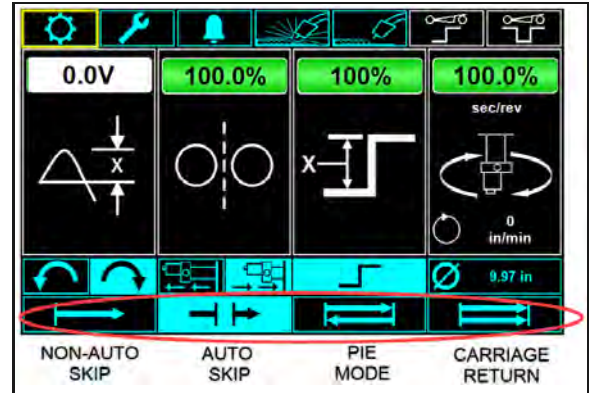 0.0V 100.0% 100% 100.0%
sec/rev
X
X
0
in/min
9.97 in
NON-AUTO SKIP
AUTO SKIP
PIE MODE
CARRIAGE RETURN